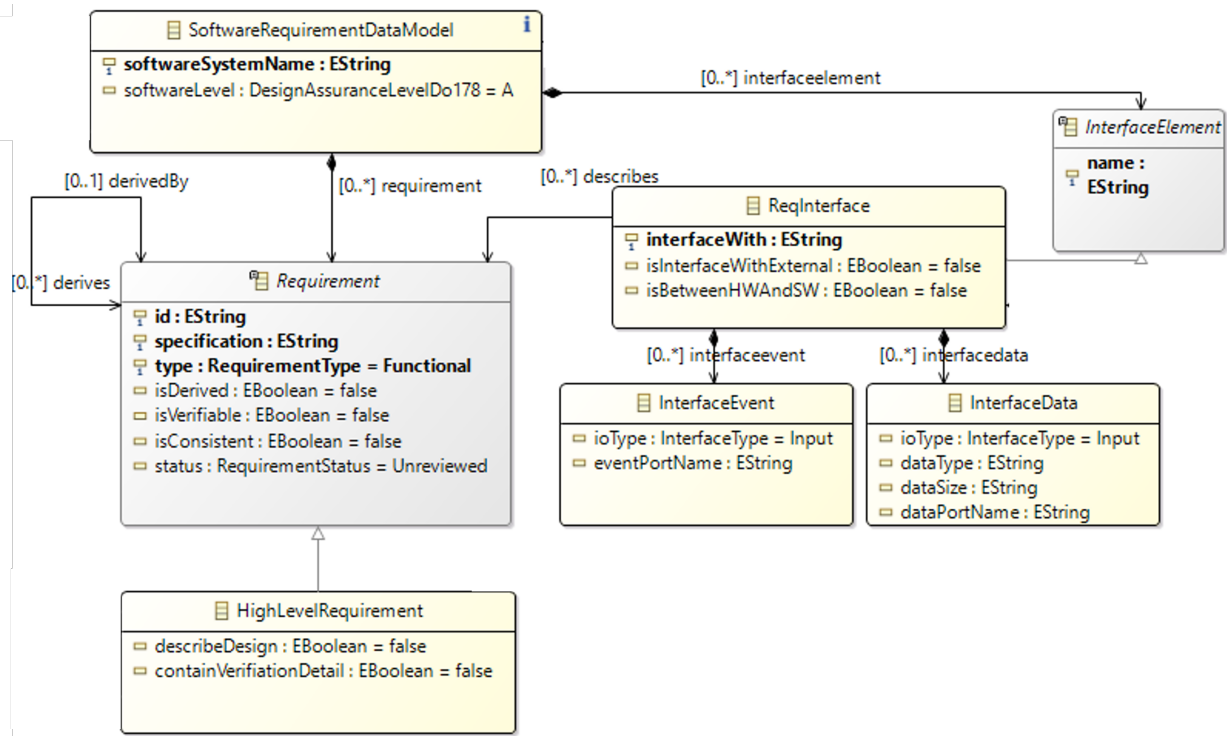 SoftwareRequirementDataModel
softwareSystemName : EString
softwareLevel : DesignAssuranceLevelDo178 = A
[0..*] interfaceelement
InterfaceElement
name :
EString
[0..1] derivedBy
[0..*] requirement
[0..*] describes
ReqInterface
interfaceWith : EString
isInterfaceWithExternal : EBoolean = false
isBetweenHWAndSW : EBoolean = false
[0..*] derives
Requirement
id : EString
specification : EString
type : RequirementType = Functional
isDerived : EBoolean = false
isVerifiable : EBoolean = false
isConsistent : EBoolean = false
status : RequirementStatus = Unreviewed
[0..*] interfaceevent
[0..*] interfacedata
InterfaceEvent
ioType : InterfaceType = Input
eventPortName : EString
InterfaceData
ioType : InterfaceType = Input
dataType : EString
dataSize : EString
dataPortName : EString
HighLevelRequirement
describeDesign : EBoolean = false
containVerifiationDetail : EBoolean = false